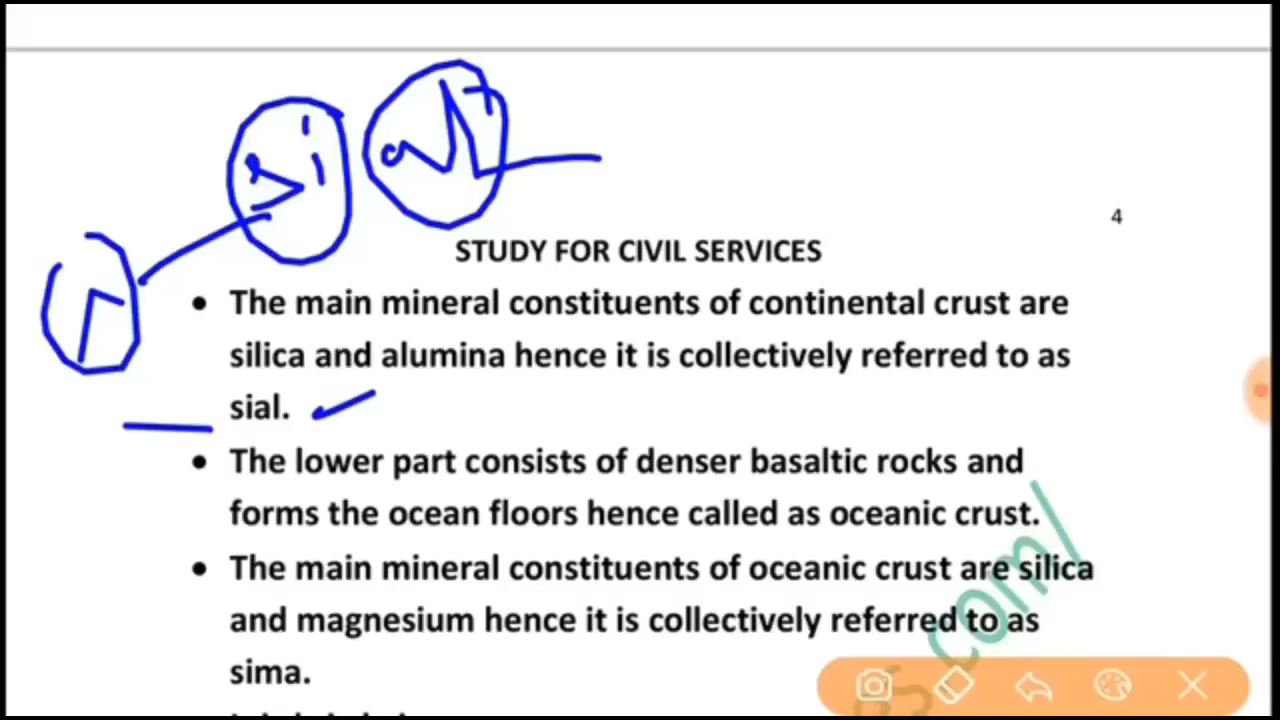 si al
4
STUDY FOR CIVIL SERVICES
• The main mineral constituents of continental crust are
silica and alumina hence it is collectively referred to as
sial.
• The lower part consists of denser basaltic rocks and
forms the ocean floors hence called as oceanic crust.
• The main mineral constituents of oceanic crust are silica
and magnesium hence it is collectively referred to as
sima.
.com/